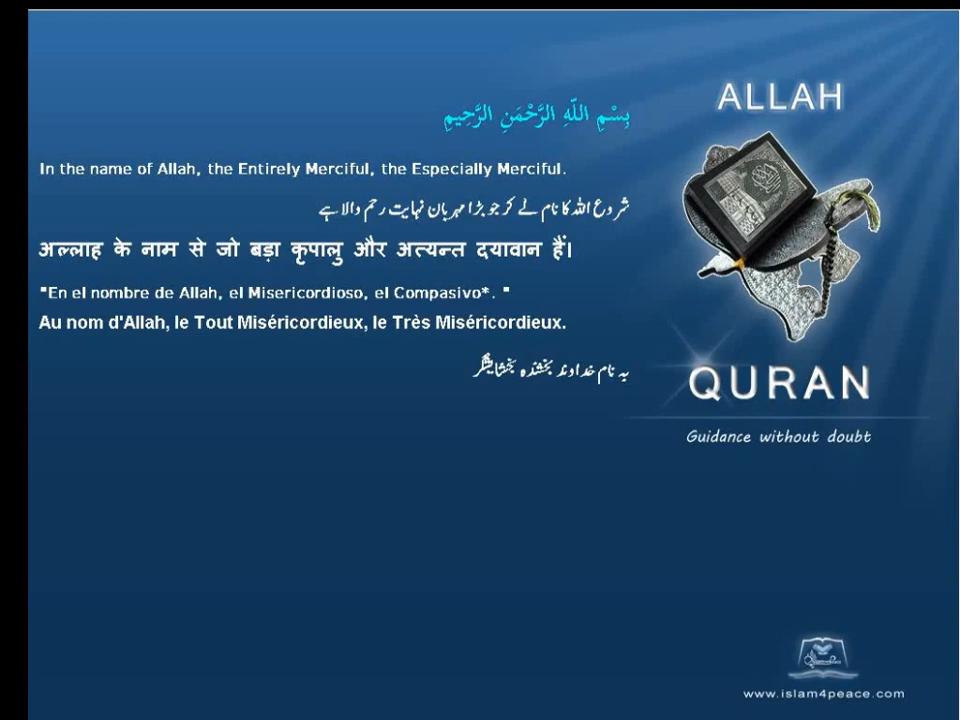 بِسْمِ اللّهِ الرَّحْمَنِ الرَّحِيمِ
In the name of Allah, the Entirely Merciful, the Especially Merciful.
شروع الله کا نام لے کر جو بڑا مہربان نہایت رحم والا ہے
अल्लाह के नाम से जो बड़ा कृपालु और अत्यन्त दयावान हैं।
"En el nombre de Allah, el Misericordioso, el Compasivo*. "
Au nom d'Allah, le Tout Miséricordieux, le Très Miséricordieux.
به نام خداوند بخشنده بخشایشگر
ALLAH
QURAN
Guidance without doubt
www.islam4peace.com